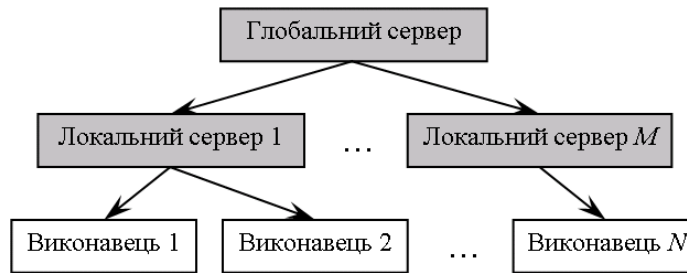 Глобальний сервер
Локальний сервер 1 ... Локальний сервер M
Виконавець 1 Виконавець 2 ... Виконавець N